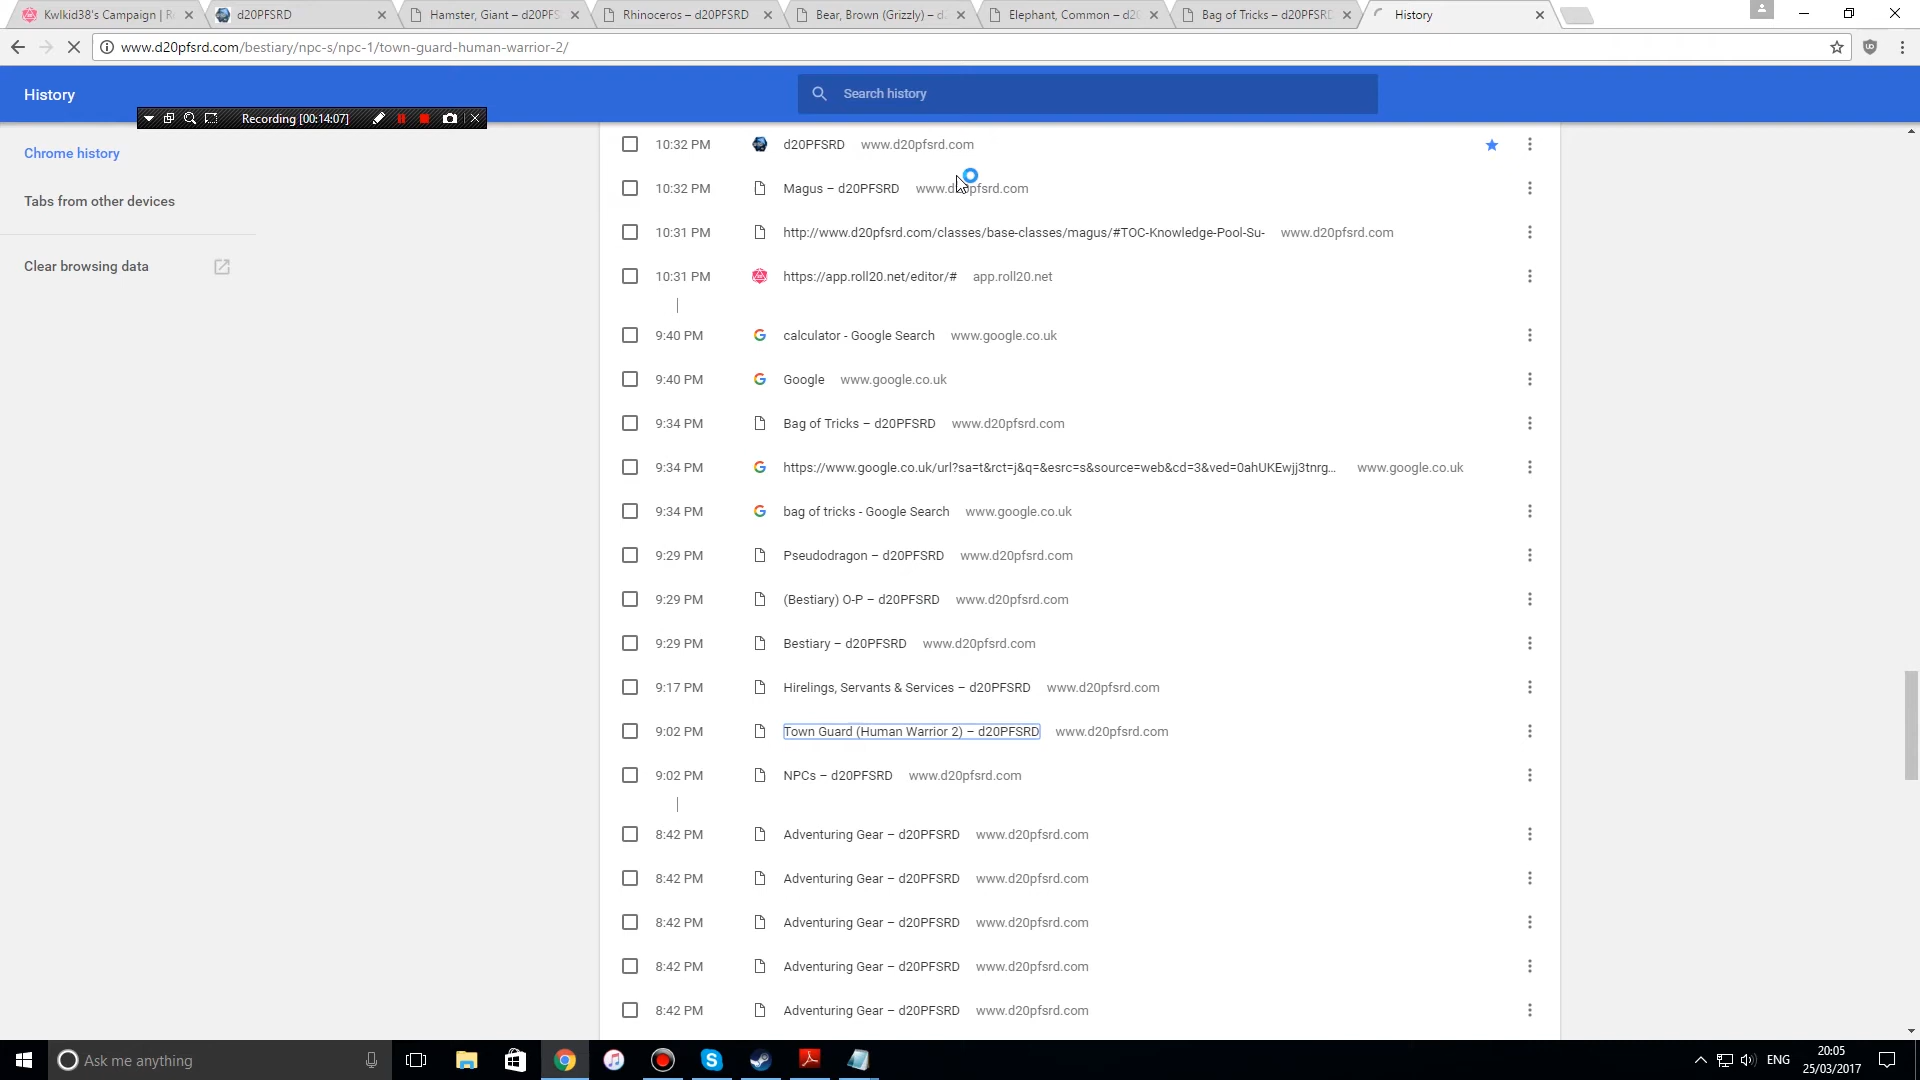 Kwlkid38's Campaign | R
d20PFSRD
Hamster, Giant – d20PFS
Rhinoceros – d20PFSRD
Bear, Brown (Grizzly) – d
Elephant, Common – d2
Bag of Tricks – d20PFSRD
History
www.d20pfsrd.com/bestiary/npc-s/npc-1/town-guard-human-warrior-2/
History
Search history
Recording [00:14:07]
Chrome history
Tabs from other devices
Clear browsing data
10:32 PM d20PFSRD www.d20pfsrd.com
10:32 PM Magus – d20PFSRD www.d20pfsrd.com
10:31 PM http://www.d20pfsrd.com/classes/base-classes/magus/#TOC-Knowledge-Pool-Su- www.d20pfsrd.com
10:31 PM https://app.roll20.net/editor/# app.roll20.net
9:40 PM calculator - Google Search www.google.co.uk
9:40 PM Google www.google.co.uk
9:34 PM Bag of Tricks – d20PFSRD www.d20pfsrd.com
9:34 PM https://www.google.co.uk/url?sa=t&rct=j&q=&esrc=s&source=web&cd=3&ved=0ahUKEwjj3tnrg... www.google.co.uk
9:34 PM bag of tricks - Google Search www.google.co.uk
9:29 PM Pseudodragon – d20PFSRD www.d20pfsrd.com
9:29 PM (Bestiary) O-P – d20PFSRD www.d20pfsrd.com
9:29 PM Bestiary – d20PFSRD www.d20pfsrd.com
9:17 PM Hirelings, Servants & Services – d20PFSRD www.d20pfsrd.com
9:02 PM Town Guard (Human Warrior 2) – d20PFSRD www.d20pfsrd.com
9:02 PM NPCs – d20PFSRD www.d20pfsrd.com
8:42 PM Adventuring Gear – d20PFSRD www.d20pfsrd.com
8:42 PM Adventuring Gear – d20PFSRD www.d20pfsrd.com
8:42 PM Adventuring Gear – d20PFSRD www.d20pfsrd.com
8:42 PM Adventuring Gear – d20PFSRD www.d20pfsrd.com
8:42 PM Adventuring Gear – d20PFSRD www.d20pfsrd.com
Ask me anything
ENG
20:05
25/03/2017